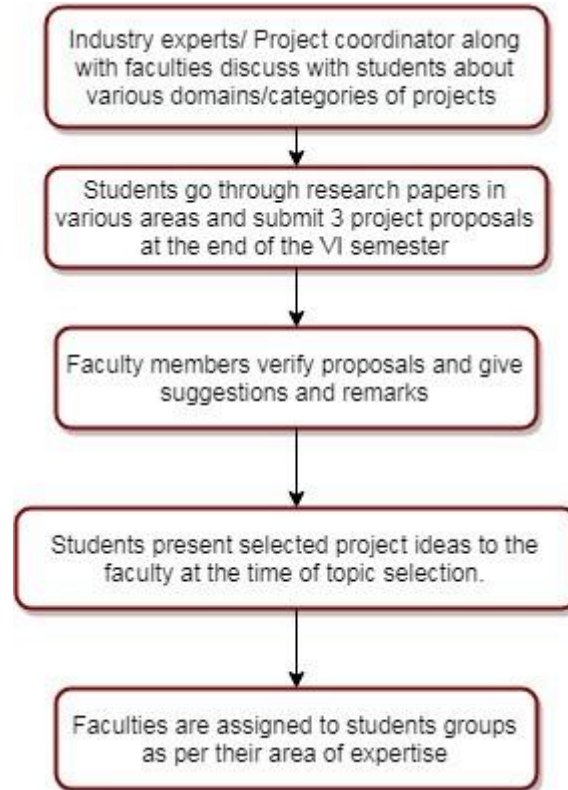 Industry experts/ Project coordinator along
with faculties discuss with students about
various domains/categories of projects
Students go through research papers in
various areas and submit 3 project proposals
at the end of the VI semester
Faculty members verify proposals and give
suggestions and remarks
Students present selected project ideas to the
faculty at the time of topic selection.
Faculties are assigned to students groups
as per their area of expertise